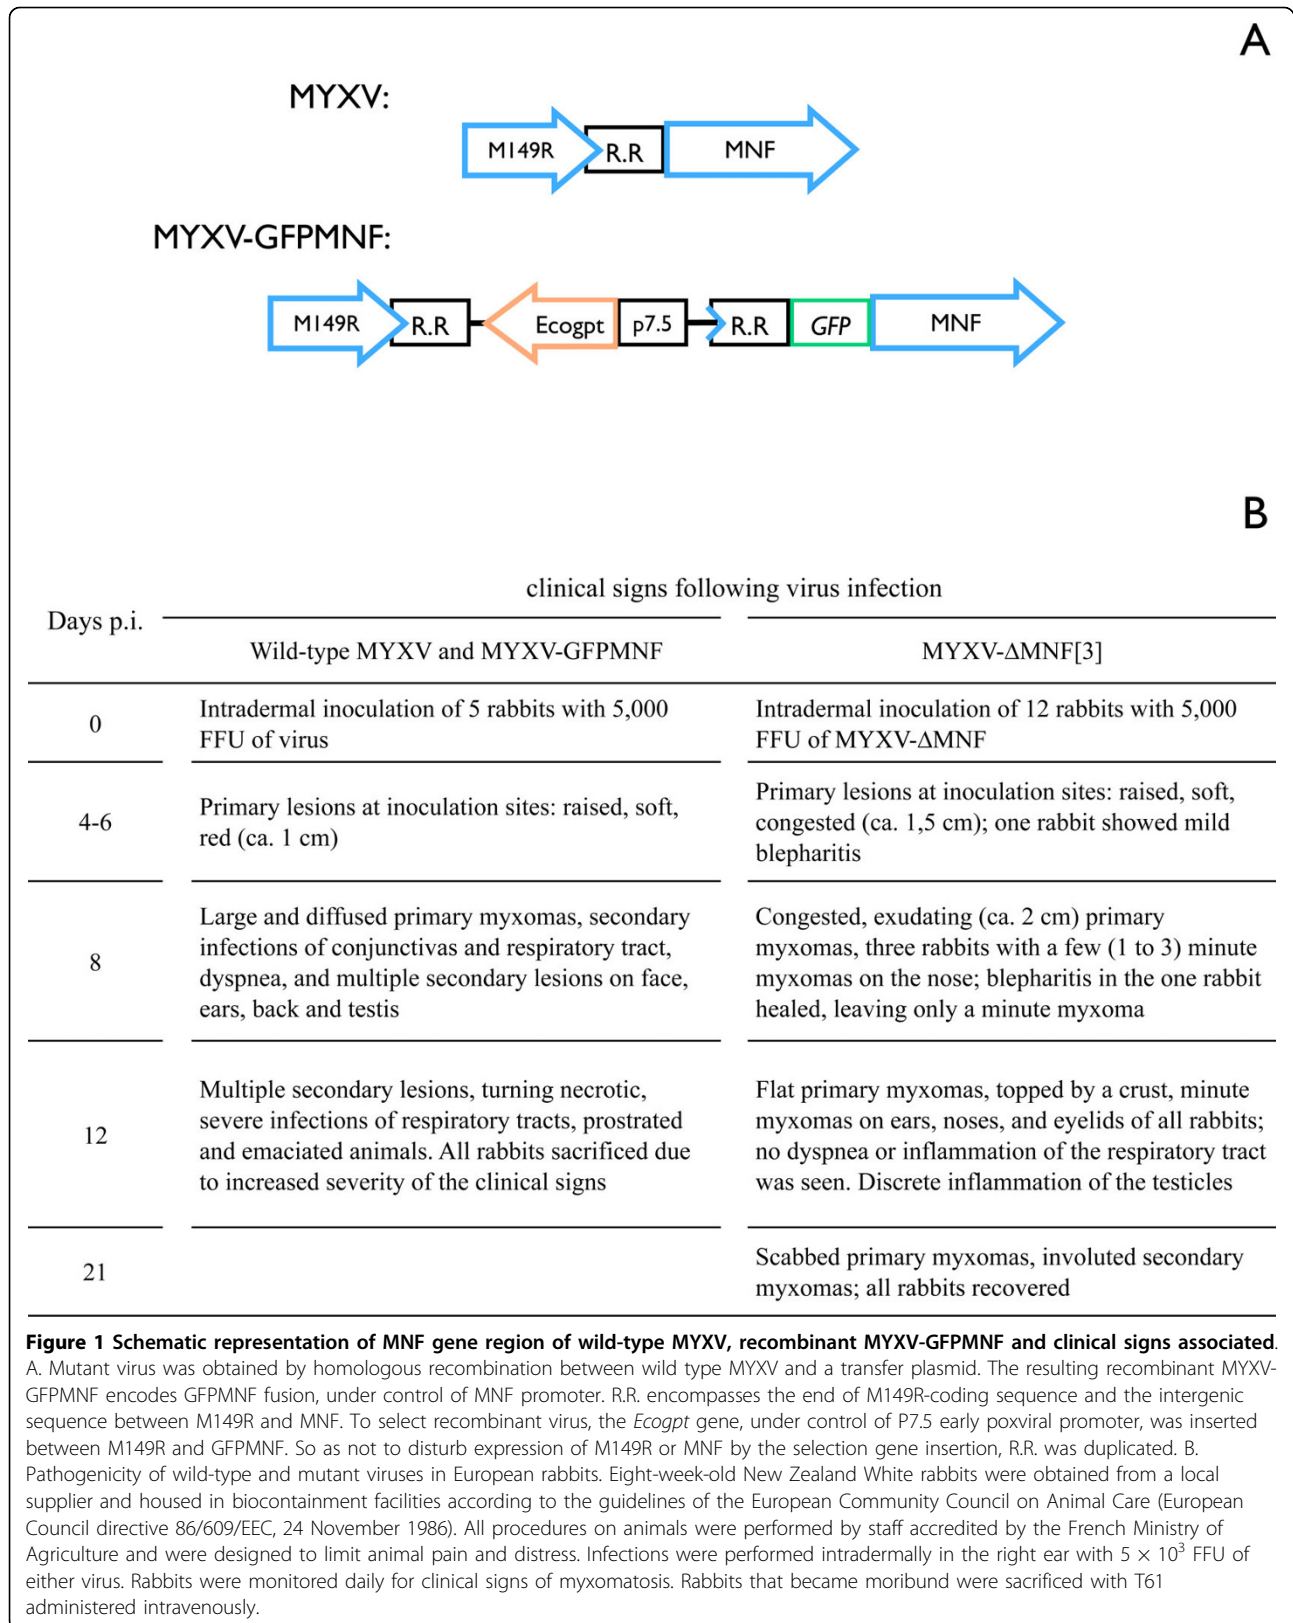 A
MYXV:
M149R
R.R
MNF
MYXV-GFPMNF:
M149R
R.R
Ecogpt
p7.5
R.R
GFP
MNF
B
clinical signs following virus infection
Days p.i.
Wild-type MYXV and MYXV-GFPMNF
MYXV-ΔMNF[3]
0
Intradermal inoculation of 5 rabbits with 5,000
FFU of virus
Intradermal inoculation of 12 rabbits with 5,000
FFU of MYXV-ΔMNF
4-6
Primary lesions at inoculation sites: raised, soft,
red (ca. 1 cm)
Primary lesions at inoculation sites: raised, soft,
congested (ca. 1,5 cm); one rabbit showed mild
blepharitis
8
Large and diffused primary myxomas, secondary
infections of conjunctivas and respiratory tract,
dyspnea, and multiple secondary lesions on face,
ears, back and testis
Congested, exudating (ca. 2 cm) primary
myxomas, three rabbits with a few (1 to 3) minute
myxomas on the nose; blepharitis in the one rabbit
healed, leaving only a minute myxoma
12
Multiple secondary lesions, turning necrotic,
severe infections of respiratory tracts, prostrated
and emaciated animals. All rabbits sacrificed due
to increased severity of the clinical signs
Flat primary myxomas, topped by a crust, minute
myxomas on ears, noses, and eyelids of all rabbits;
no dyspnea or inflammation of the respiratory tract
was seen. Discrete inflammation of the testicles
21
Scabbed primary myxomas, involuted secondary
myxomas; all rabbits recovered
Figure 1 Schematic representation of MNF gene region of wild-type MYXV, recombinant MYXV-GFPMNF and clinical signs associated.
A. Mutant virus was obtained by homologous recombination between wild type MYXV and a transfer plasmid. The resulting recombinant MYXV-
GFPMNF encodes GFPMNF fusion, under control of MNF promoter. R.R. encompasses the end of M149R-coding sequence and the intergenic
sequence between M149R and MNF. To select recombinant virus, the Ecogpt gene, under control of P7.5 early poxviral promoter, was inserted
between M149R and GFPMNF. So as not to disturb expression of M149R or MNF by the selection gene insertion, R.R. was duplicated. B.
Pathogenicity of wild-type and mutant viruses in European rabbits. Eight-week-old New Zealand White rabbits were obtained from a local
supplier and housed in biocontainment facilities according to the guidelines of the European Community Council on Animal Care (European
Council directive 86/609/EEC, 24 November 1986). All procedures on animals were performed by staff accredited by the French Ministry of
Agriculture and were designed to limit animal pain and distress. Infections were performed intradermally in the right ear with 5 × 10³ FFU of
either virus. Rabbits were monitored daily for clinical signs of myxomatosis. Rabbits that became moribund were sacrificed with T61
administered intravenously.